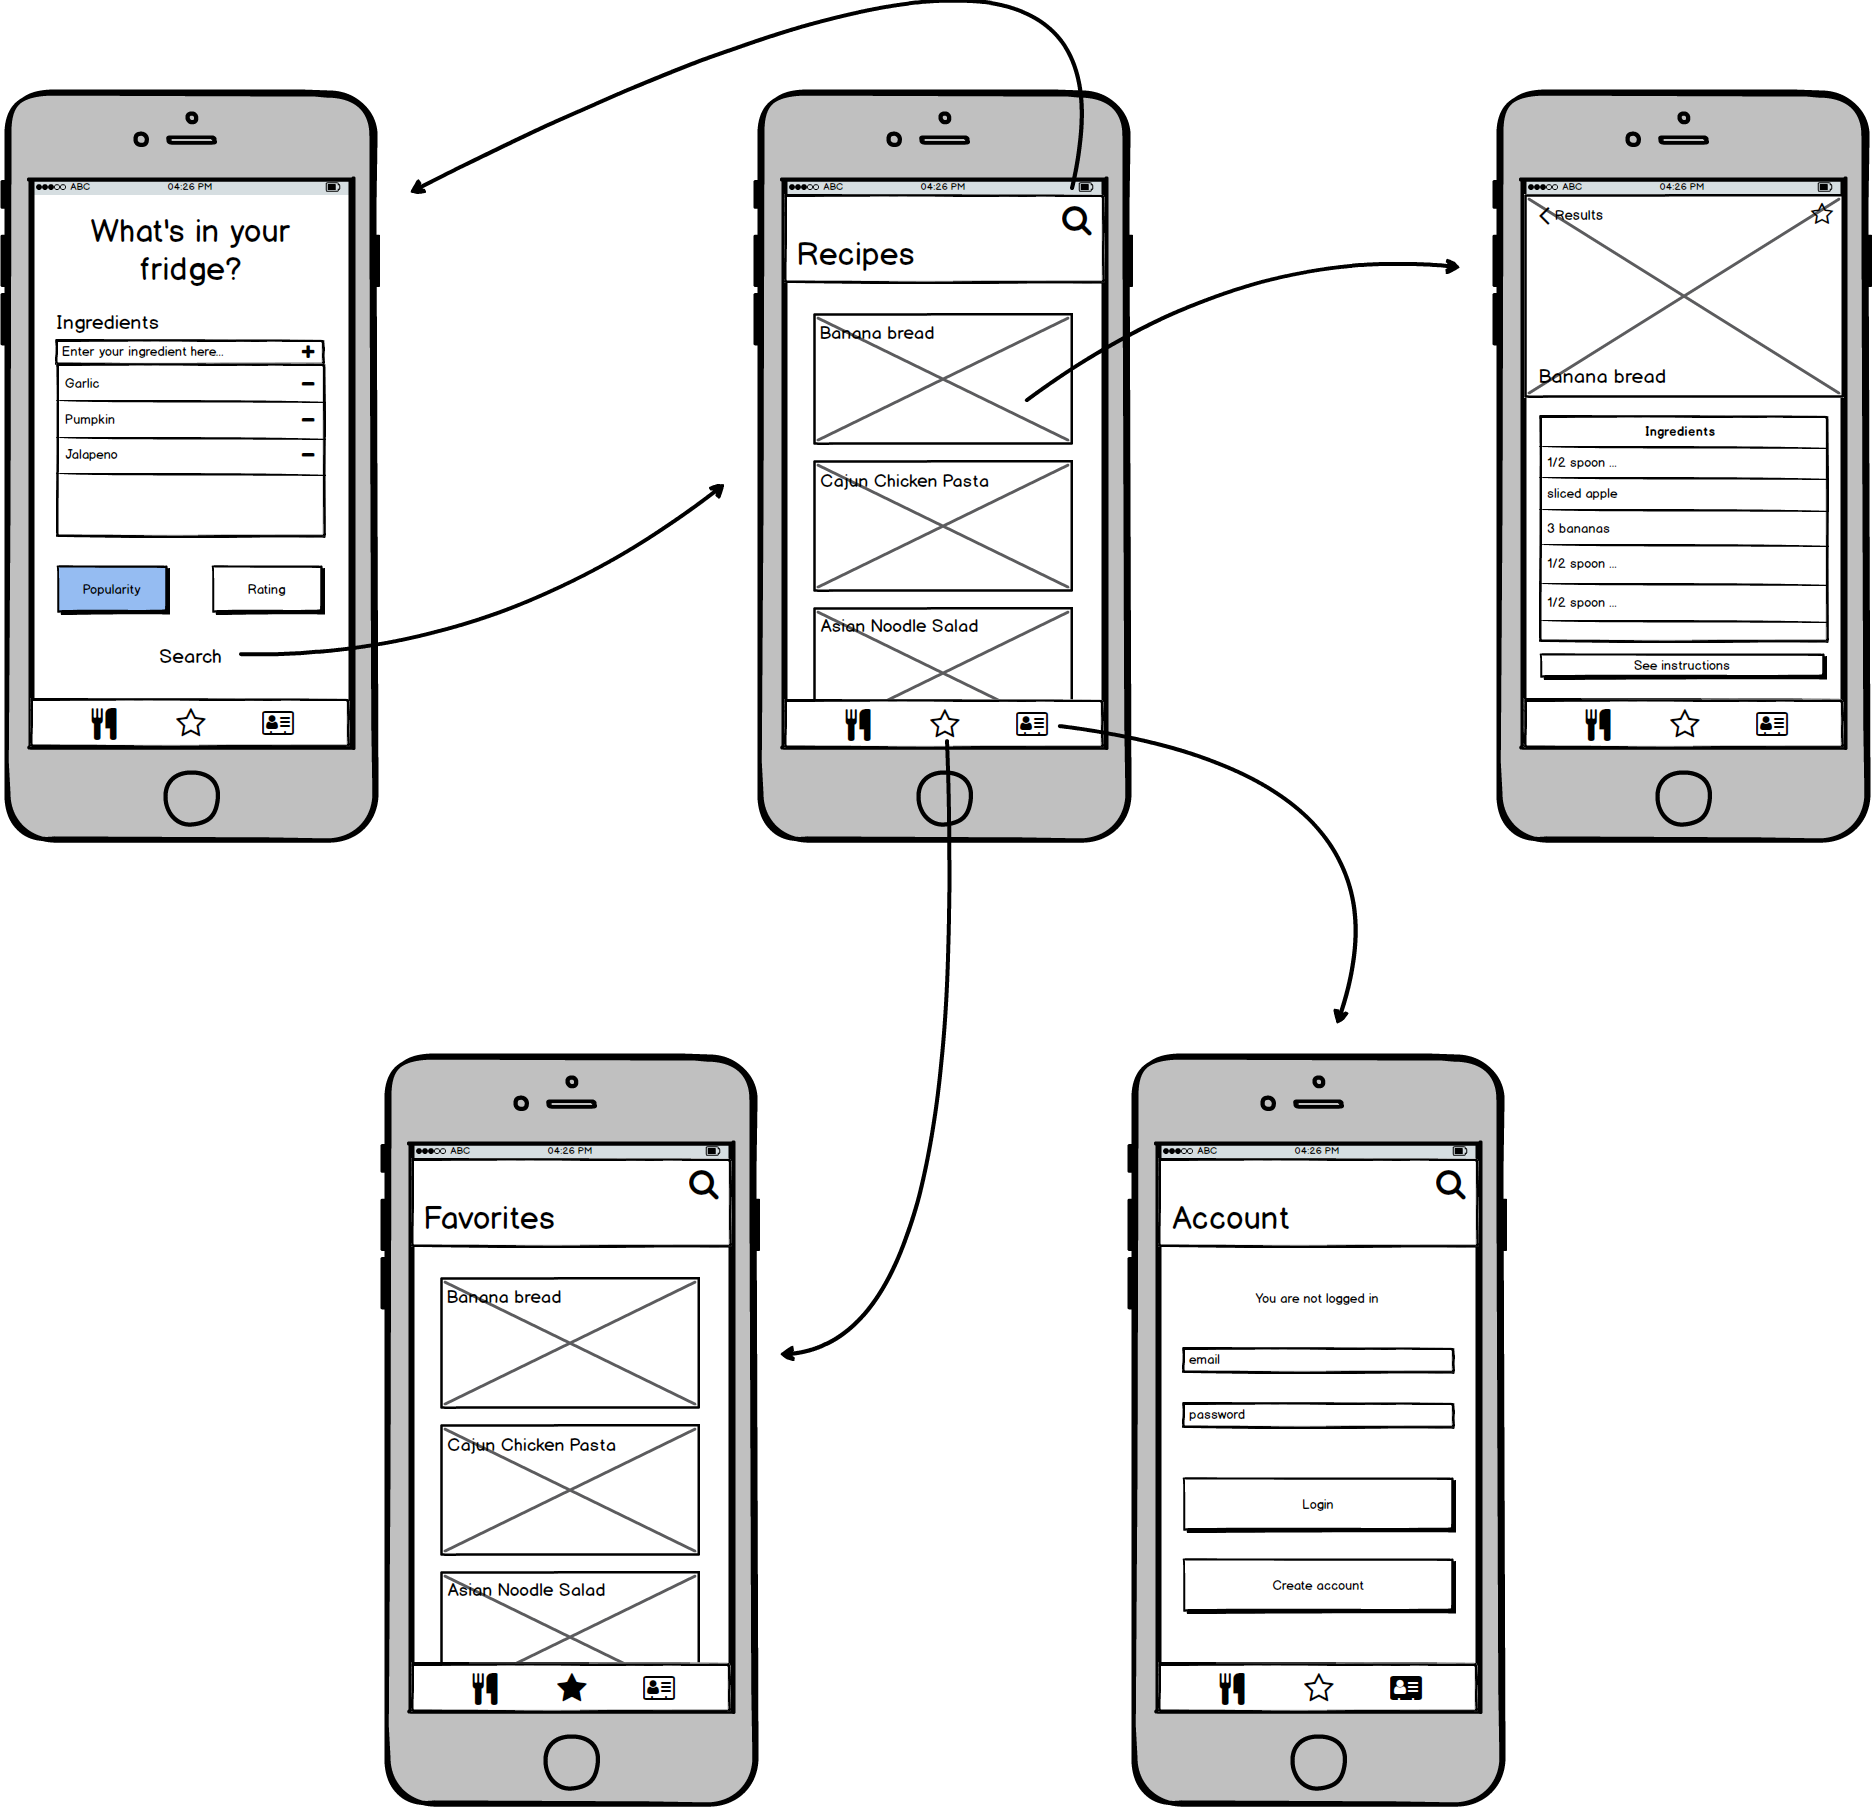 ABC 04:26 PM
What's in your
fridge?
Ingredients
Enter your ingredient here...
Garlic
Pumpkin
Jalapeno
Popularity Rating
Search
ABC 04:26 PM
Recipes
Banana bread
Cajun Chicken Pasta
Asian Noodle Salad
ABC 04:26 PM
Results
Banana bread
Ingredients
1/2 spoon ...
sliced apple
3 bananas
1/2 spoon ...
1/2 spoon ...
See instructions
ABC 04:26 PM
Favorites
Banana bread
Cajun Chicken Pasta
Asian Noodle Salad
ABC 04:26 PM
Account
You are not logged in
email
password
Login
Create account